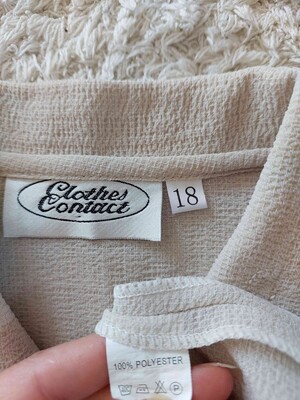 Clothes
Contact
18
100% POLYESTER